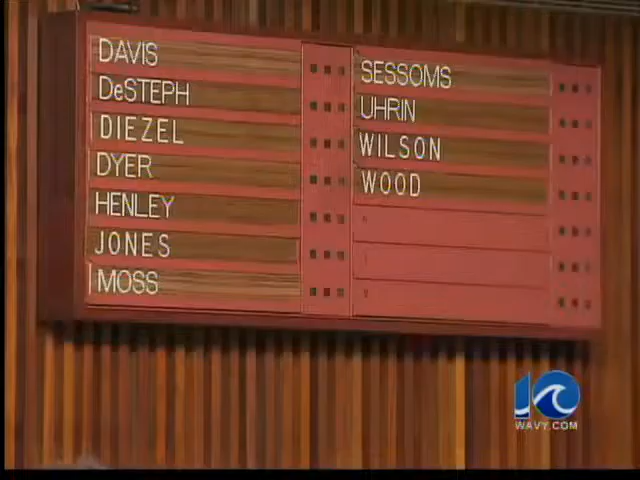 DAVIS
DeSTEPH
DIEZEL
DYER
HENLEY
JONES
MOSS
SESSOMS
UHRIN
WILSON
WOOD
10
WAVY.COM